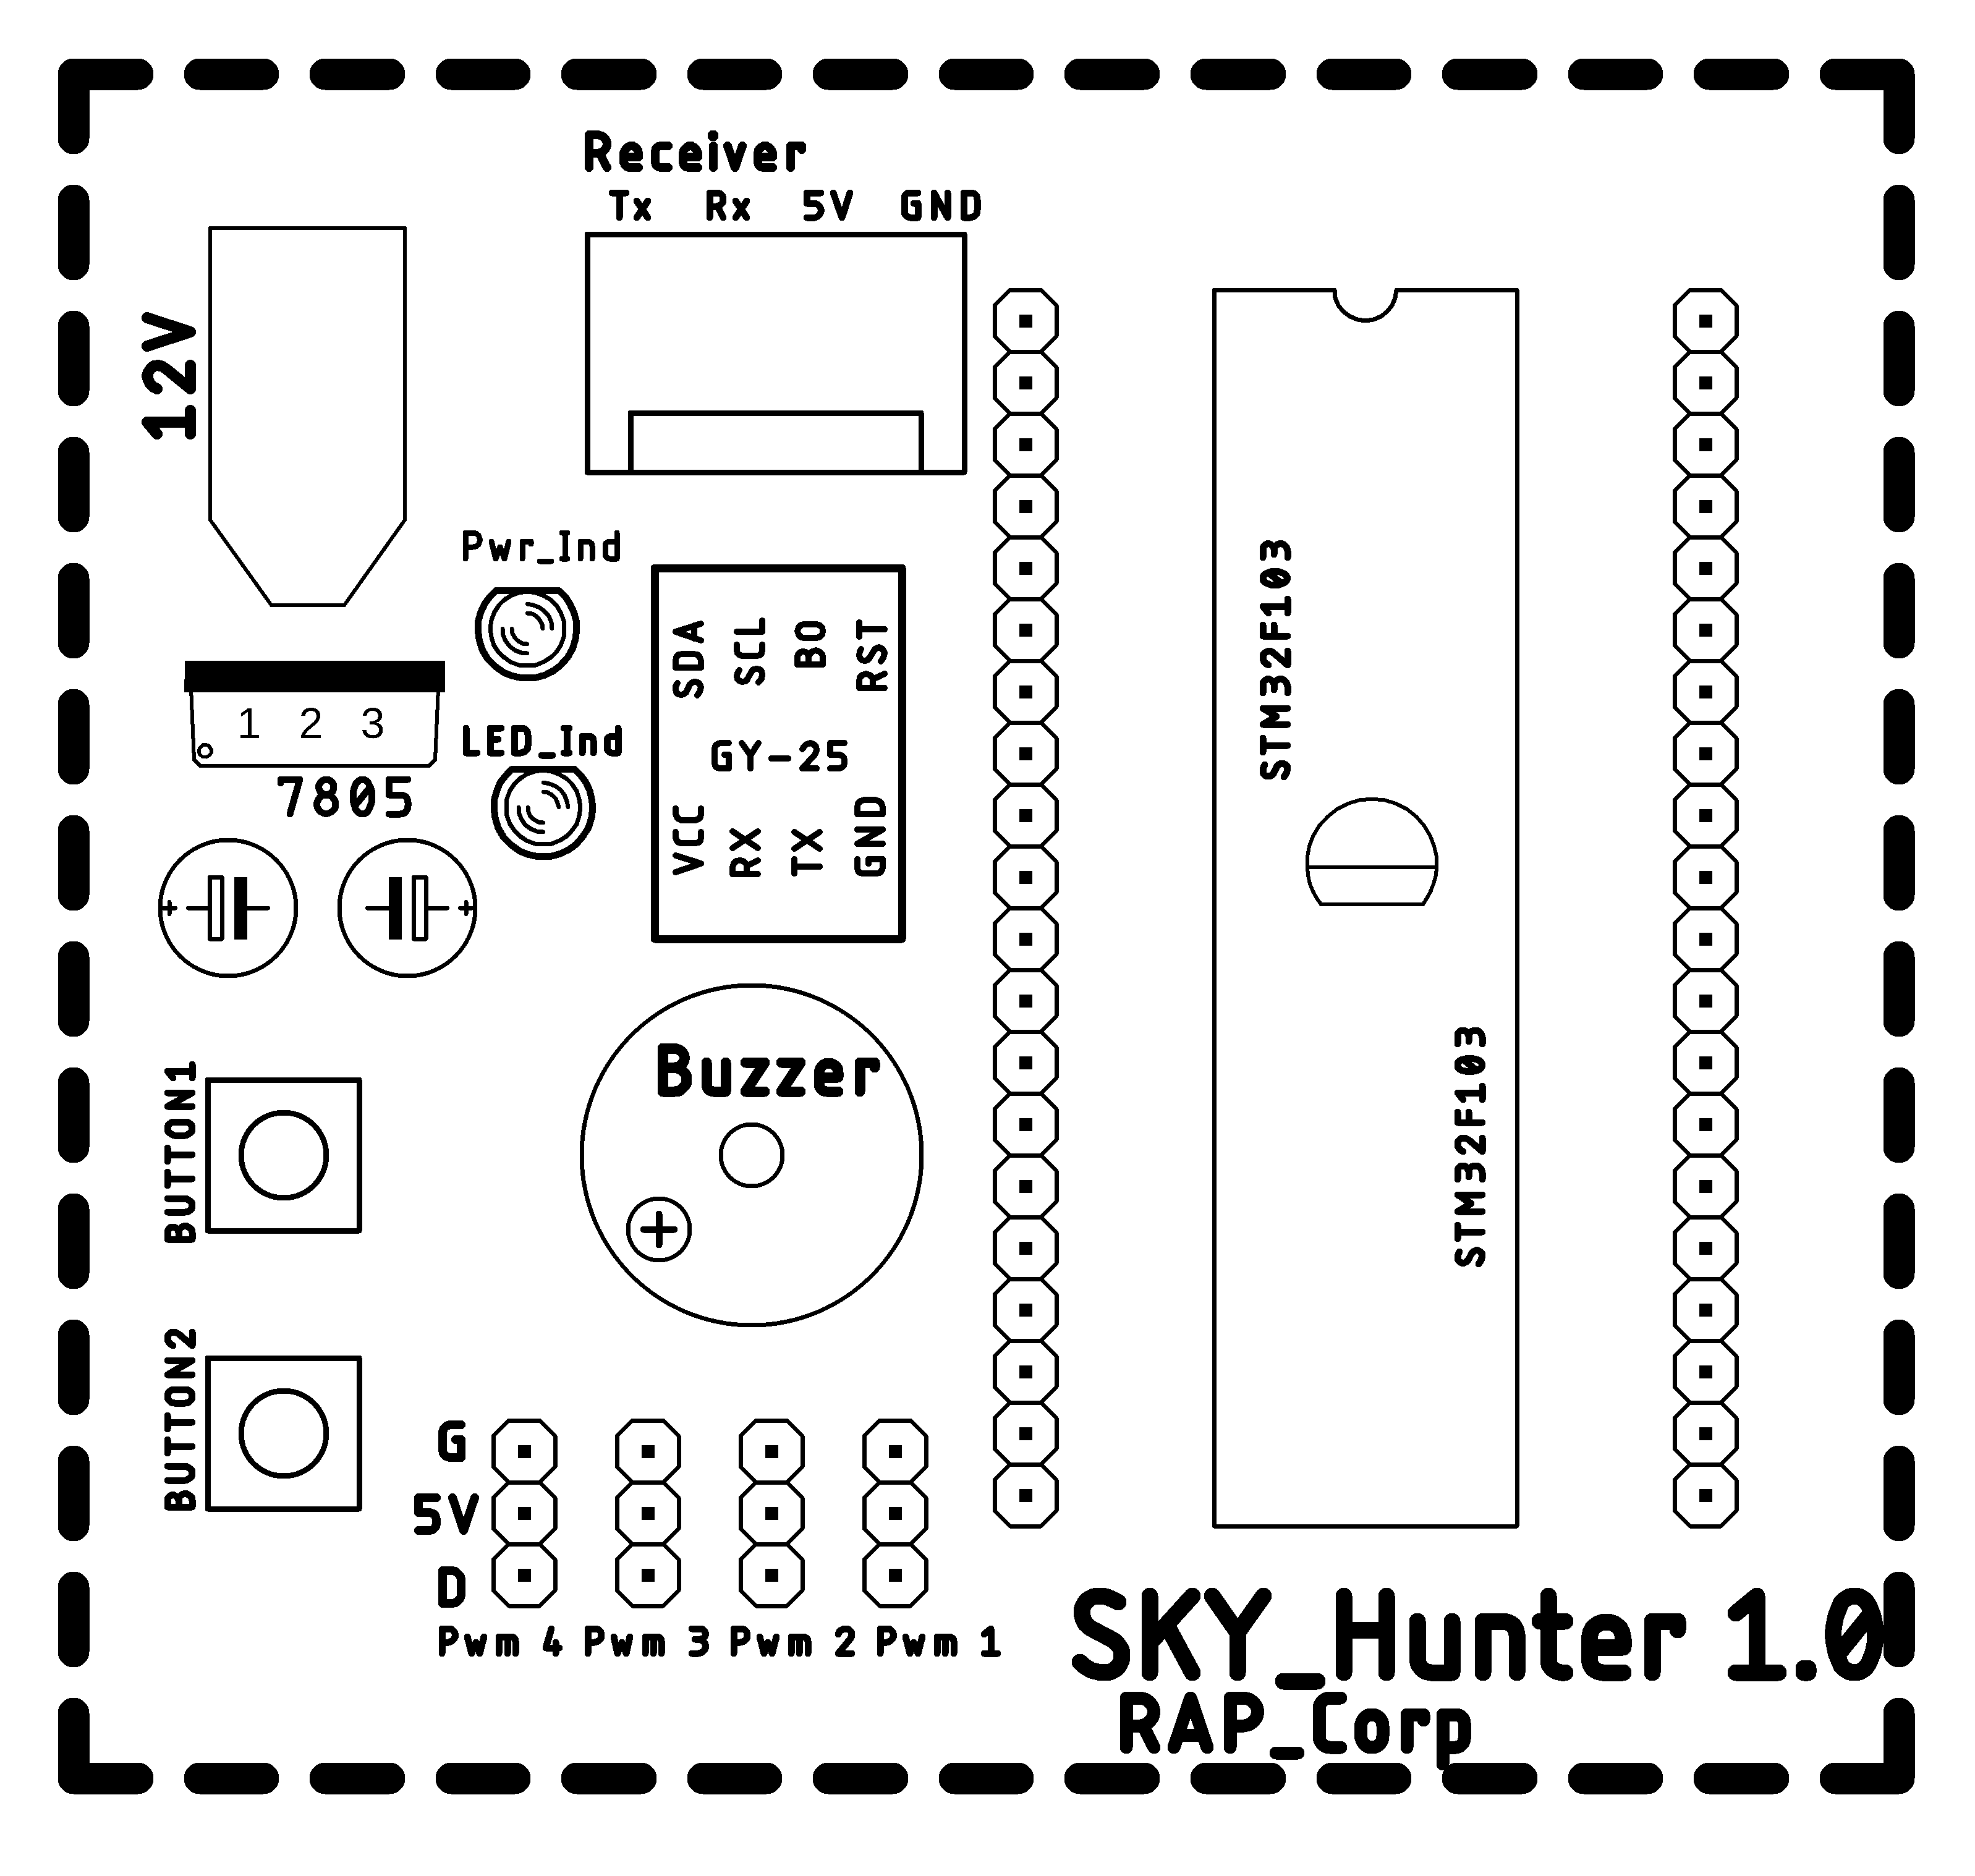 Receiver
Tx Rx 5V GND
12V
Pwr_Ind
1 2 3
7805
LED_Ind
SDA SCL BO RST
GY-25
VCC RX TX GND
STM32F103
STM32F103
+ +
Buzzer
+
BUTTON1
BUTTON2
G
5V
D
Pwm 4 Pwm 3 Pwm 2 Pwm 1
SKY_Hunter 1.0
RAP_Corp